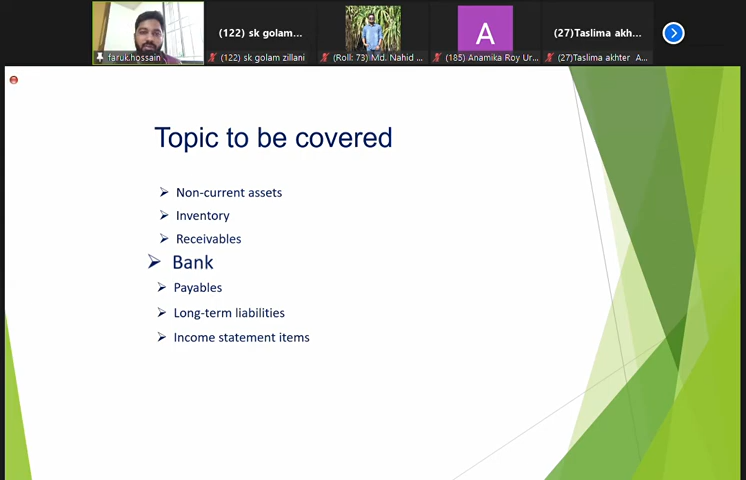 (122) sk golam...
A
(27)Taslima akh...
faruk.hossain
(122) sk golam zillani
(Roll: 73) Md. Nahid ...
(185) Anamika Roy Ur...
(27)Taslima akhter A...
Topic to be covered
Non-current assets
Inventory
Receivables
Bank
Payables
Long-term liabilities
Income statement items